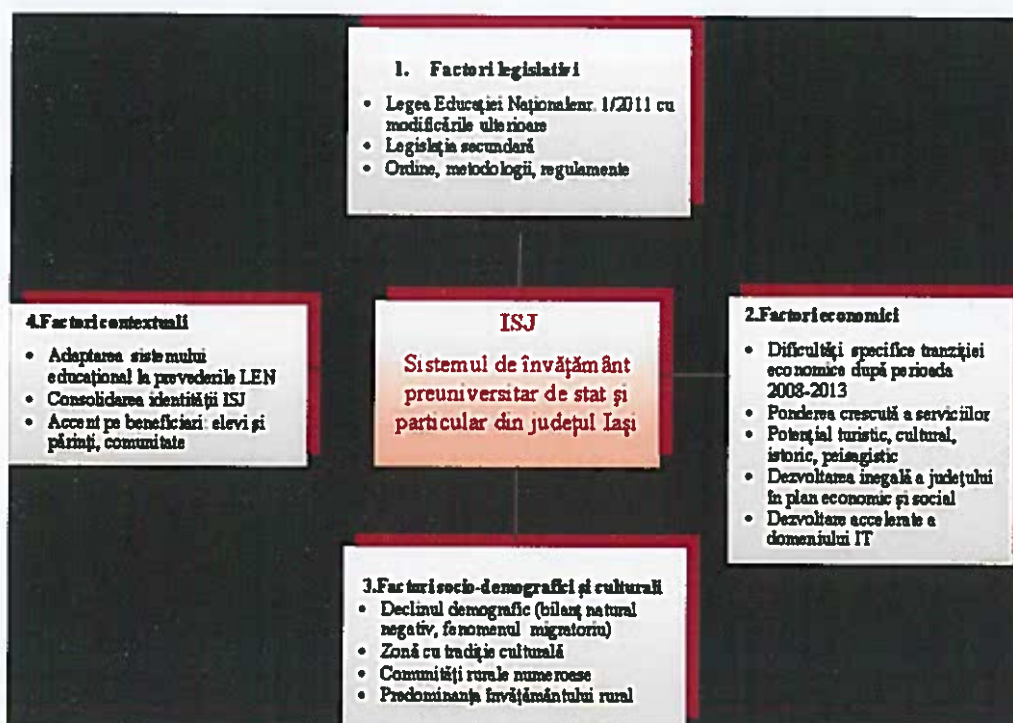 1. Factori legislativi
• Legea Educației Naționalenr. 1/2011 cu
modificările ulterioare
• Legislația secundară
• Ordine, metodologii, regulamente
4.Factori contextuali
• Adaptarea sistemului
educațional la prevederile LEN
• Consolidarea identității ISJ
• Accent pe beneficiari: elevi și
părinți, comunitate
ISJ
Sistemul de învățământ
preuniversitar de stat și
particular din județul Iași
2.Factori economici
• Dificultăți specifice tranziției
economice după perioada
2008-2013
• Ponderea crescută a serviciilor
• Potențial turistic, cultural,
istoric, peisagistic
• Dezvoltarea inegală a județului
în plan economic și social
• Dezvoltare accelerate a
domeniului IT
3.Factori socio-demografici și culturali
• Declinul demografic (bilanț natural
negativ, fenomenul migratoriu)
• Zonă cu tradiție culturală
• Comunități rurale numeroase
• Predominanța învățământului rural